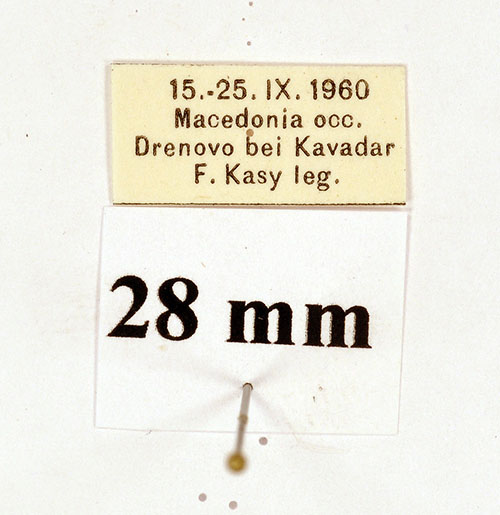 15.-25. IX. 1960
Macedonia occ.
Drenovo bei Kavadar
F. Kasy leg.
28 mm